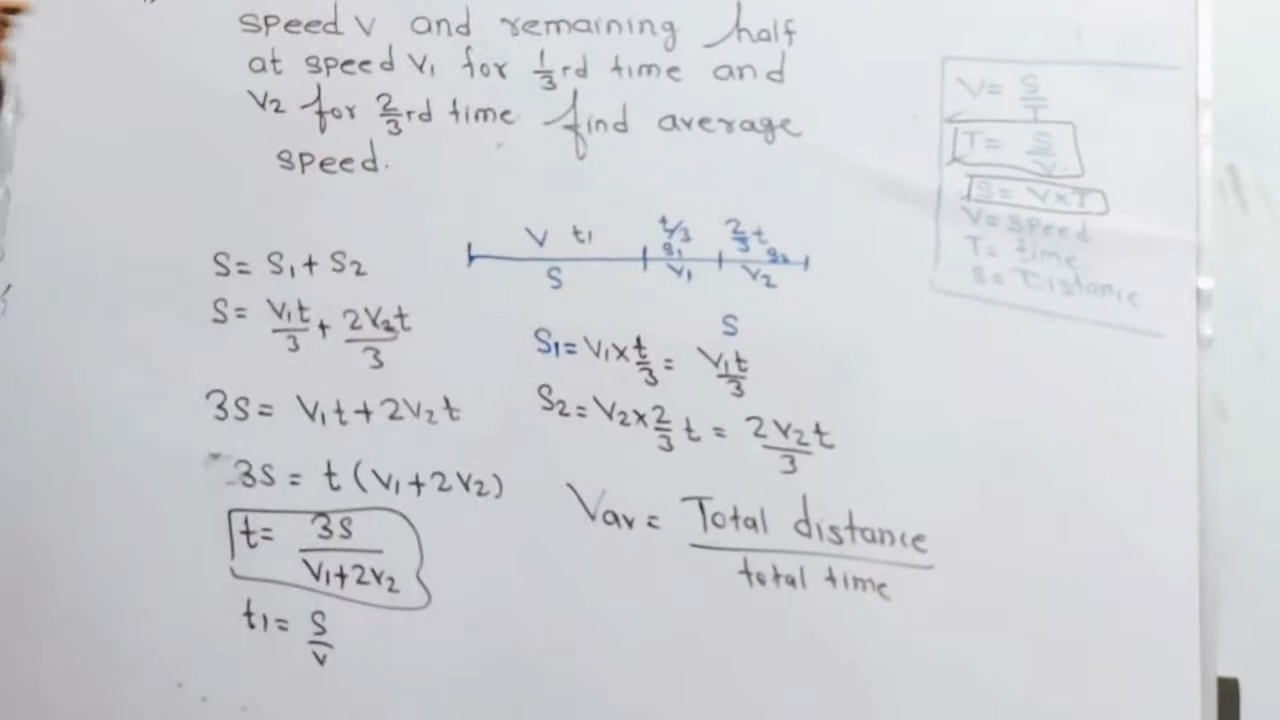 speed v and remaining half
at speed V₁ for 1/3rd time and
V₂ for 2/3rd time find average
speed.
V = S/T
T = S/V
S = V×T
V = speed
T = time
S = Distance
V t₁ t/3 2/3 t
S₁ S₂
S V₁ V₂
S
S = S₁ + S₂
S = V₁t/3 + 2V₂t/3
3S = V₁t + 2V₂t
3S = t (V₁ + 2V₂)
t = 3S/(V₁+2V₂)
t₁ = S/V
S₁ = V₁ × t/3 = V₁t/3
S₂ = V₂ × 2/3 t = 2V₂t/3
Vav = Total distance/total time